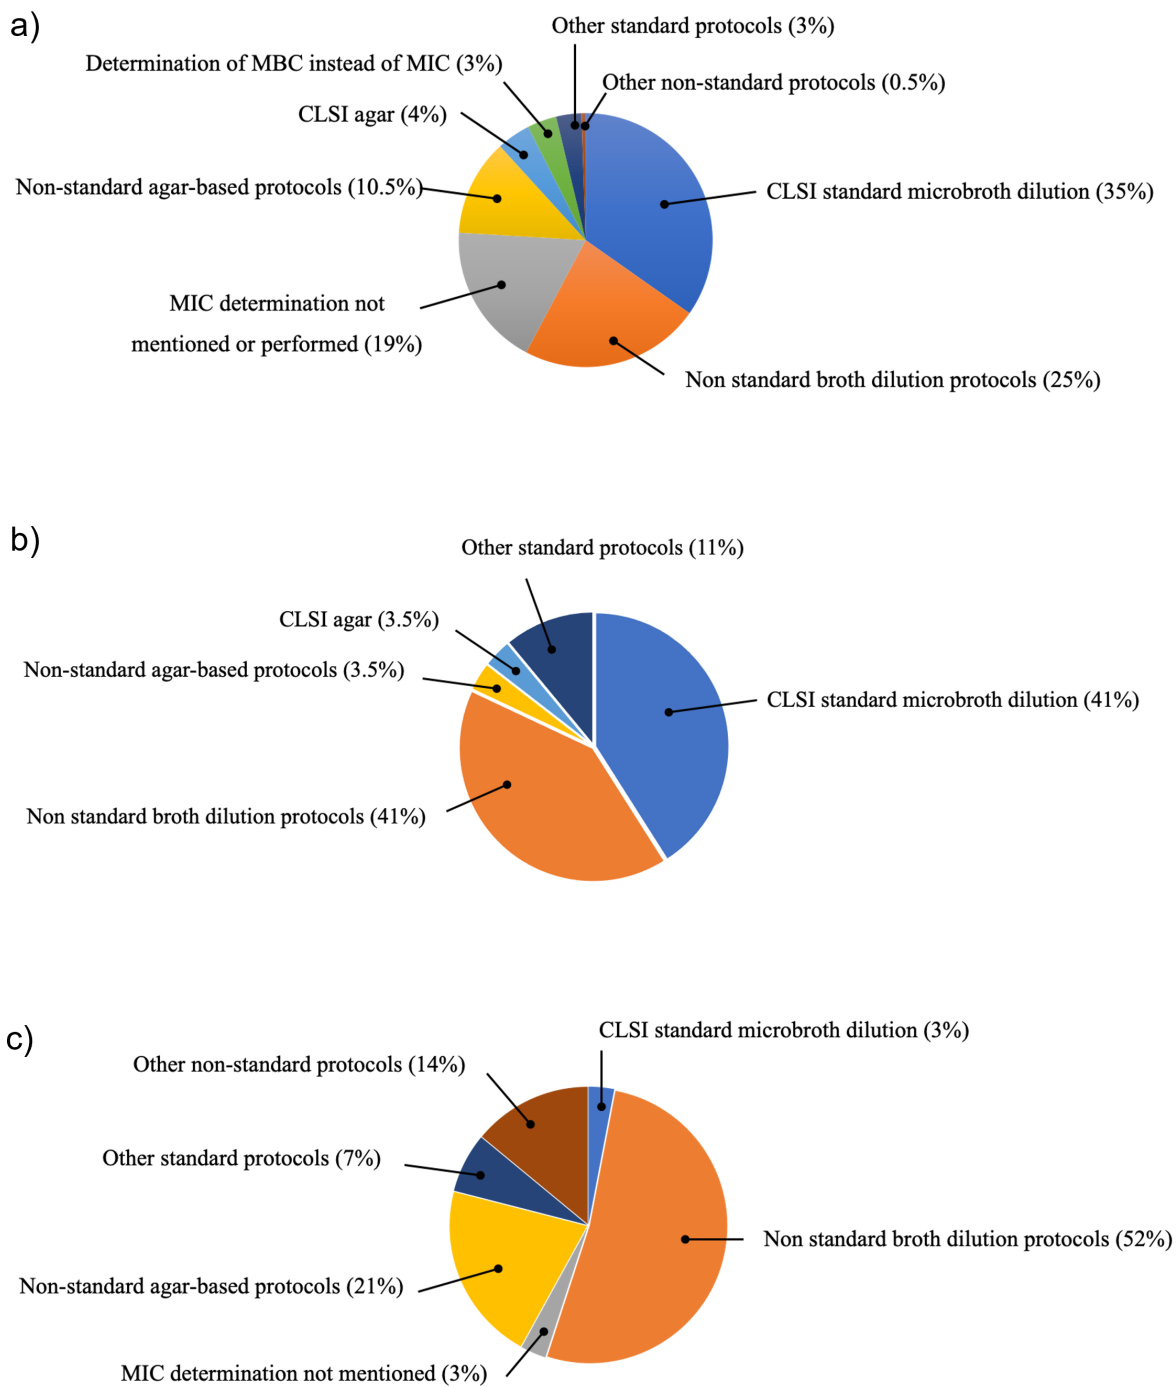 a)
Other standard protocols (3%)
Determination of MBC instead of MIC (3%)
Other non-standard protocols (0.5%)
CLSI agar (4%)
Non-standard agar-based protocols (10.5%)
CLSI standard microbroth dilution (35%)
MIC determination not
mentioned or performed (19%)
Non standard broth dilution protocols (25%)
b)
Other standard protocols (11%)
CLSI agar (3.5%)
Non-standard agar-based protocols (3.5%)
CLSI standard microbroth dilution (41%)
Non standard broth dilution protocols (41%)
c)
CLSI standard microbroth dilution (3%)
Other non-standard protocols (14%)
Other standard protocols (7%)
Non standard broth dilution protocols (52%)
Non-standard agar-based protocols (21%)
MIC determination not mentioned (3%)